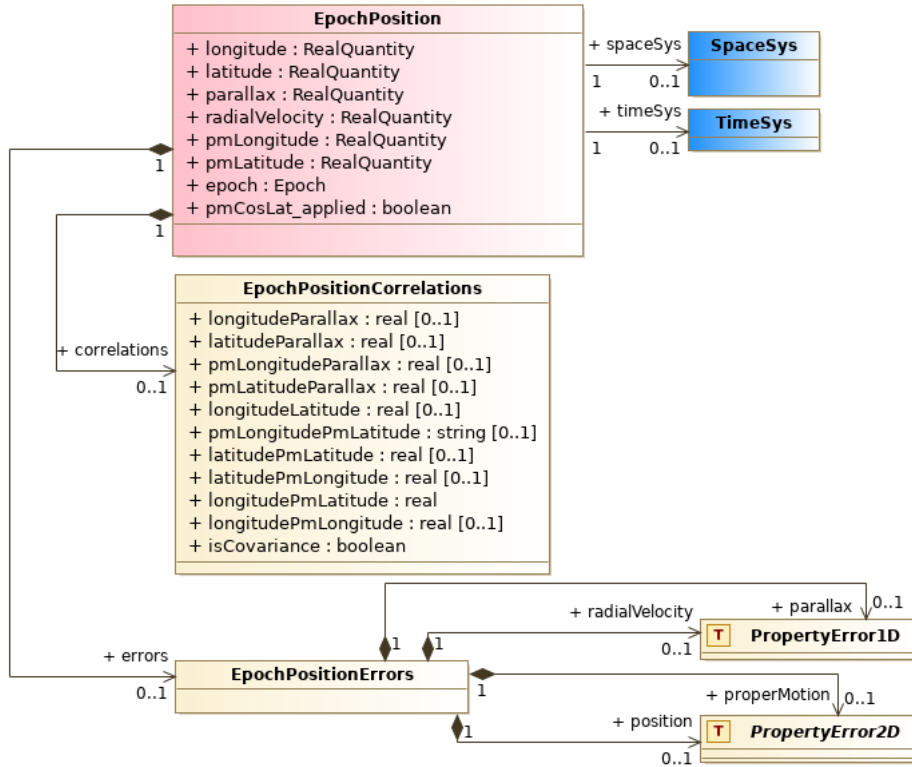 EpochPosition
+ longitude : RealQuantity
+ latitude : RealQuantity
+ parallax : RealQuantity
+ radialVelocity : RealQuantity
+ pmLongitude : RealQuantity
+ pmLatitude : RealQuantity
+ epoch : Epoch
+ pmCosLat_applied : boolean
+ spaceSys
1
0..1
SpaceSys
+ timeSys
1
0..1
TimeSys
1
1
+ correlations
0..1
EpochPositionCorrelations
+ longitudeParallax : real [0..1]
+ latitudeParallax : real [0..1]
+ pmLongitudeParallax : real [0..1]
+ pmLatitudeParallax : real [0..1]
+ longitudeLatitude : real [0..1]
+ pmLongitudePmLatitude : string [0..1]
+ latitudePmLatitude : real [0..1]
+ latitudePmLongitude : real [0..1]
+ longitudePmLatitude : real
+ longitudePmLongitude : real [0..1]
+ isCovariance : boolean
+ errors
0..1
EpochPositionErrors
1
+ parallax
0..1
1
+ radialVelocity
0..1
T
PropertyError1D
1
+ properMotion
0..1
1
+ position
0..1
T
PropertyError2D